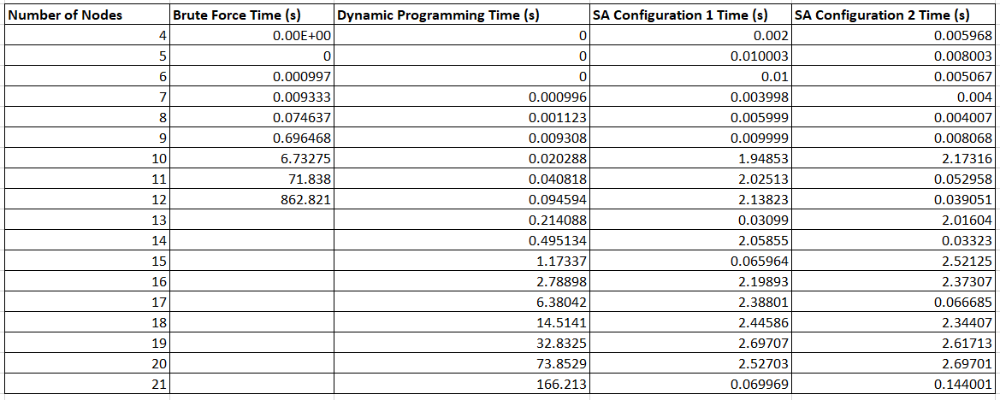 Number of Nodes Brute Force Time (s) Dynamic Programming Time (s) SA Configuration 1 Time (s) SA Configuration 2 Time (s)
4 0.00E+00 0 0.002 0.005968
5 0 0 0.010003 0.008003
6 0.000997 0 0.01 0.005067
7 0.009333 0.000996 0.003998 0.004
8 0.074637 0.001123 0.005999 0.004007
9 0.696468 0.009308 0.009999 0.008068
10 6.73275 0.020288 1.94853 2.17316
11 71.838 0.040818 2.02513 0.052958
12 862.821 0.094594 2.13823 0.039051
13 0.214088 0.03099 2.01604
14 0.495134 2.05855 0.03323
15 1.17337 0.065964 2.52125
16 2.78898 2.19893 2.37307
17 6.38042 2.38801 0.066685
18 14.5141 2.44586 2.34407
19 32.8325 2.69707 2.61713
20 73.8529 2.52703 2.69701
21 166.213 0.069969 0.144001